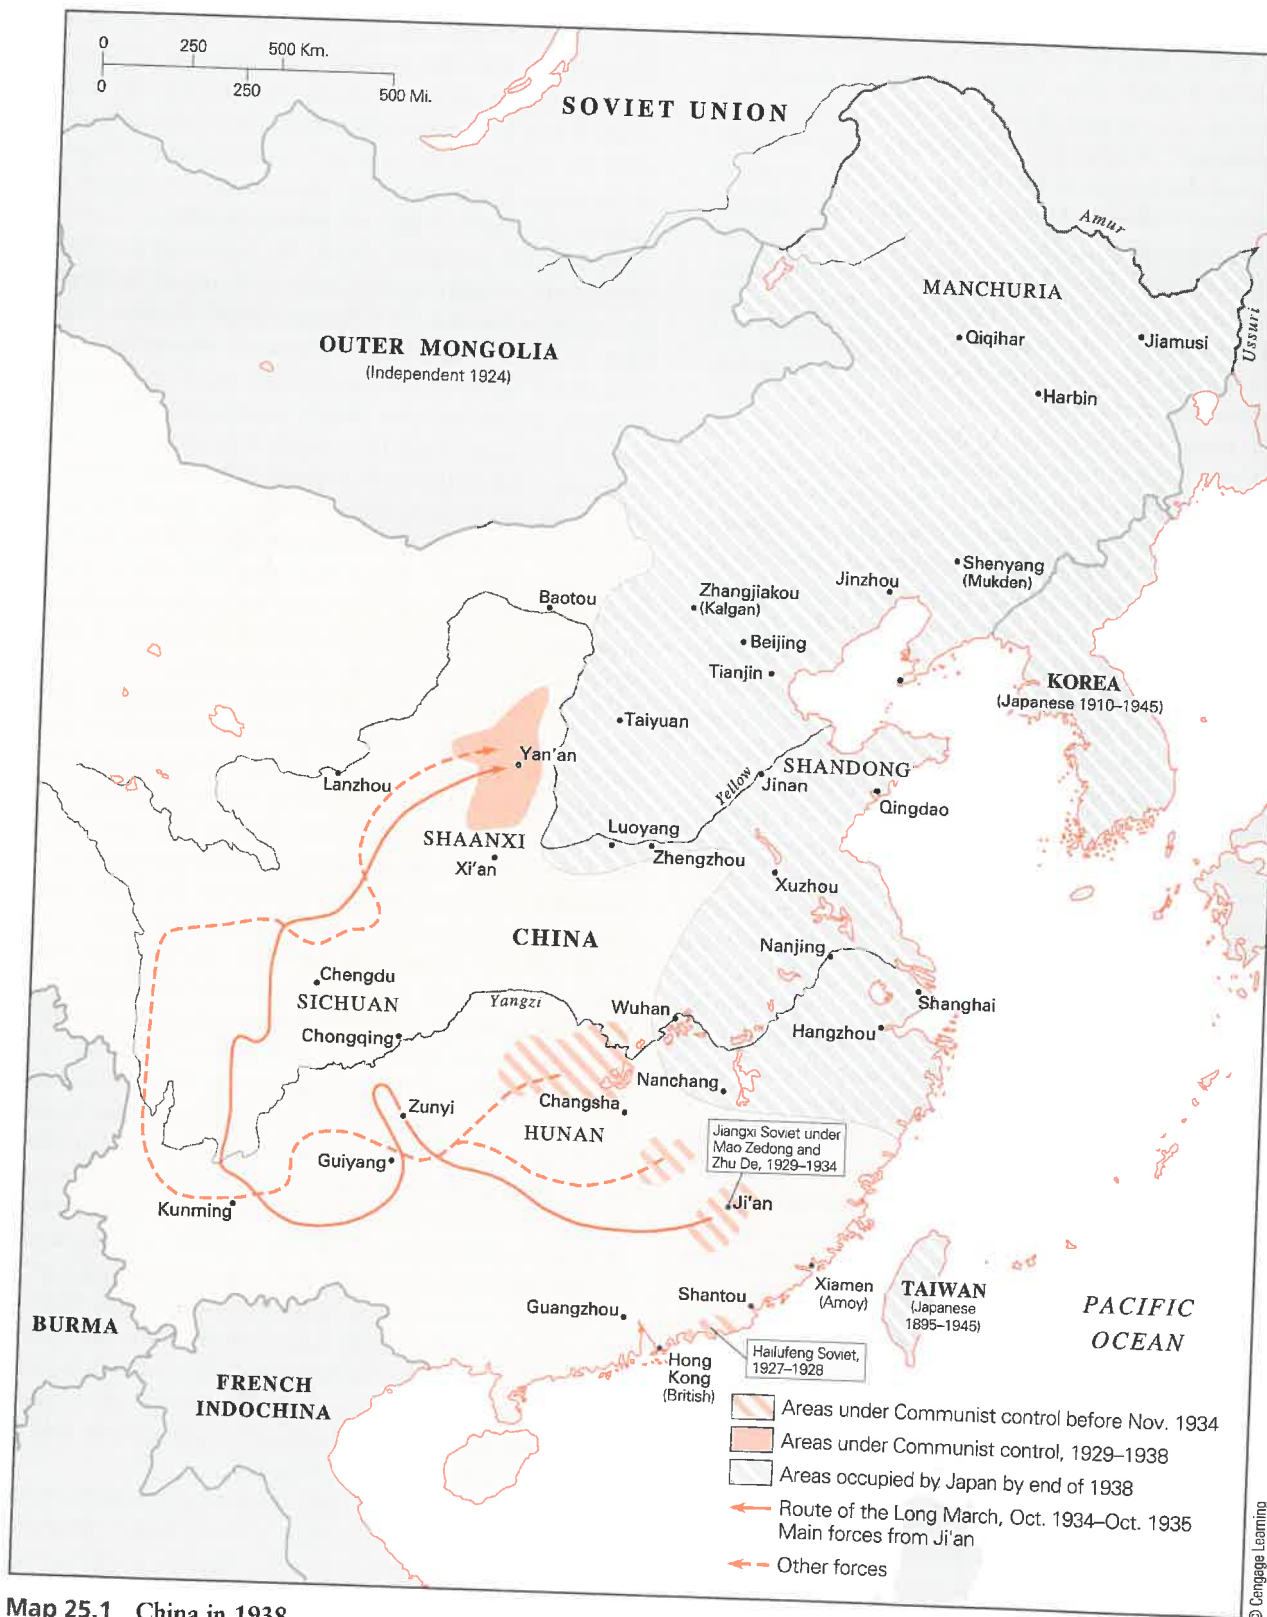 0 250 500 Km.
0 250 500 Mi.
SOVIET UNION
Amur
Ussuri
MANCHURIA
Qiqihar
Jiamusi
Harbin
OUTER MONGOLIA
(Independent 1924)
Shenyang
(Mukden)
Jinzhou
Zhangjiakou
(Kalgan)
Baotou
Beijing
Tianjin
KOREA
(Japanese 1910–1945)
Taiyuan
Yan'an
Lanzhou
SHANDONG
Jinan
Yellow
Qingdao
SHAANXI
Xi'an
Luoyang
Zhengzhou
Xuzhou
CHINA
Nanjing
Chengdu
SICHUAN
Yangzi
Wuhan
Shanghai
Chongqing
Hangzhou
Nanchang
Zunyi
Changsha
HUNAN
Jiangxi Soviet under
Mao Zedong and
Zhu De, 1929–1934
Guiyang
Ji'an
Kunming
Xiamen
(Amoy)
Shantou
TAIWAN
(Japanese
1895–1945)
Guangzhou
PACIFIC
OCEAN
BURMA
Hailufeng Soviet,
1927–1928
Hong
Kong
(British)
FRENCH
INDOCHINA
Areas under Communist control before Nov. 1934
Areas under Communist control, 1929–1938
Areas occupied by Japan by end of 1938
Route of the Long March, Oct. 1934–Oct. 1935
Main forces from Ji'an
Other forces
© Cengage Learning
Map 25.1 China in 1938